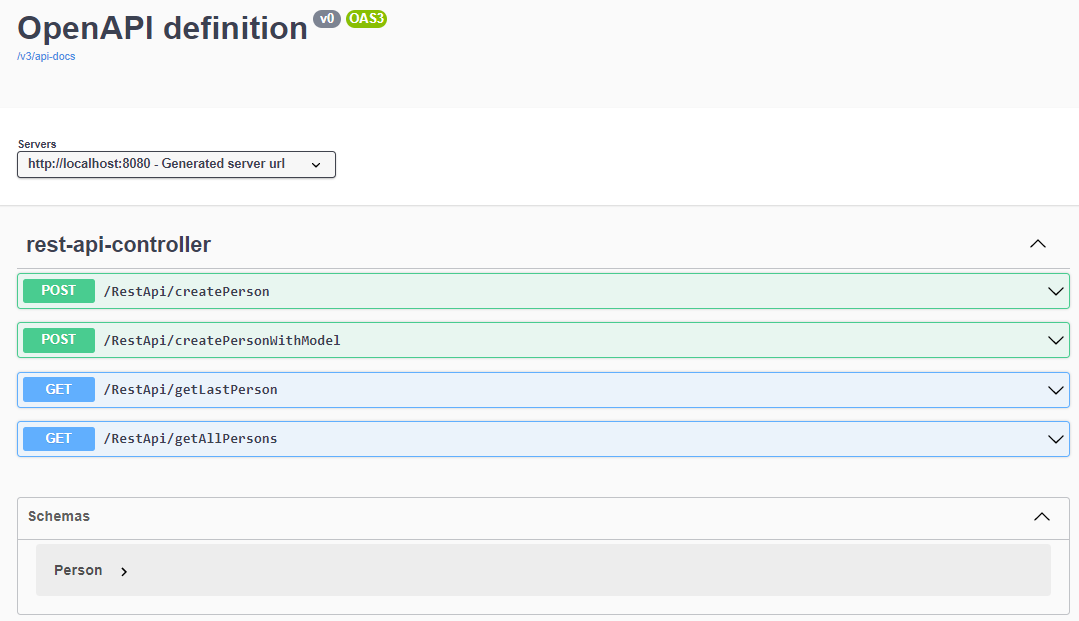 OpenAPI definition v0 OAS3
/v3/api-docs
Servers
http://localhost:8080 - Generated server url
rest-api-controller
POST /RestApi/createPerson
POST /RestApi/createPersonWithModel
GET /RestApi/getLastPerson
GET /RestApi/getAllPersons
Schemas
Person